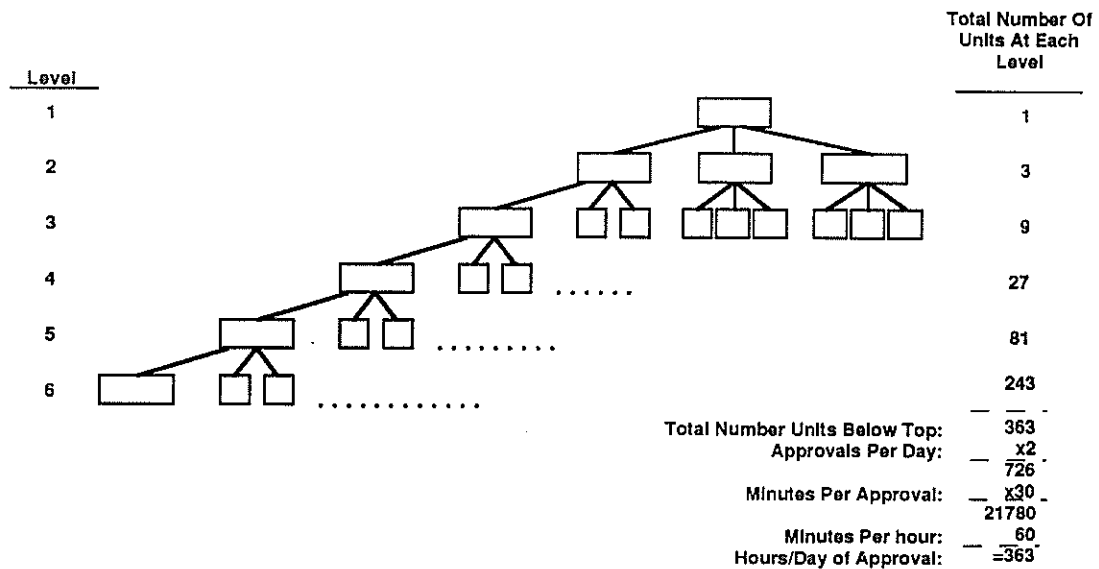 Total Number Of
Units At Each
Level
Level
1 1
2 3
3 9
4 27
5 81
6 243
Total Number Units Below Top: 363
Approvals Per Day: x2
726
Minutes Per Approval: x30
21780
Minutes Per hour: 60
Hours/Day of Approval: =363